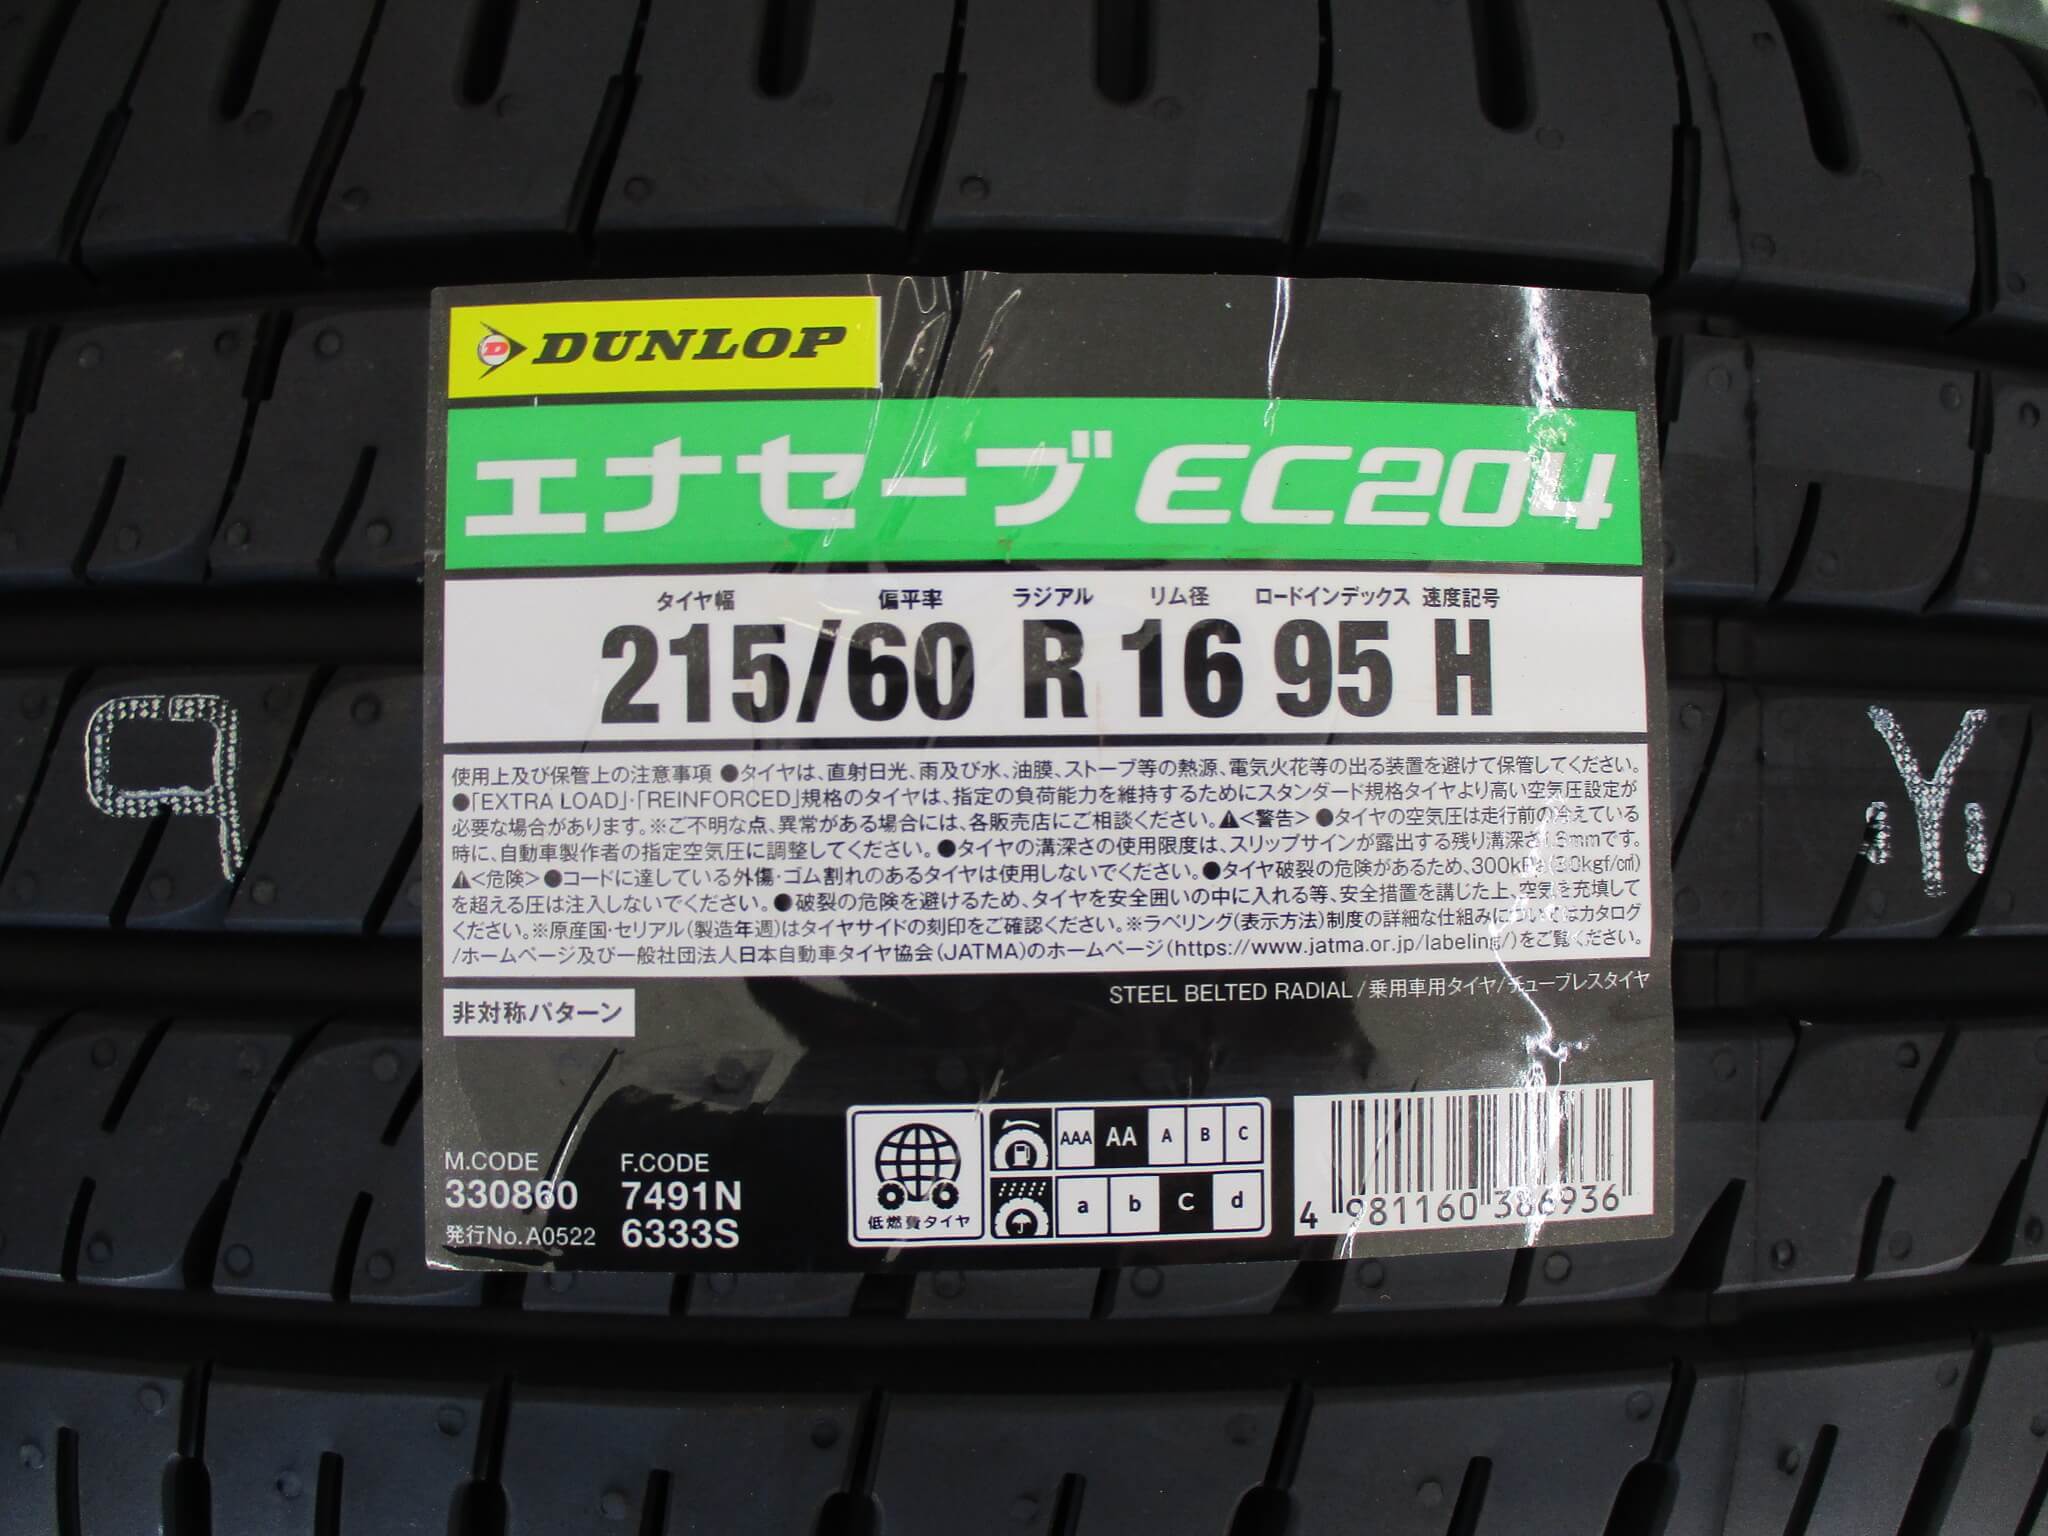 DUNLOP
エナセーブ EC204
タイヤ幅 偏平率 ラジアル リム径 ロードインデックス 速度記号
215/60 R 16 95 H
使用上及び保管上の注意事項 ●タイヤは、直射日光、雨及び水、油膜、ストーブ等の熱源、電気火花等の出る装置を避けて保管してください。
●「EXTRA LOAD」・「REINFORCED」規格のタイヤは、指定の負荷能力を維持するためにスタンダード規格タイヤより高い空気圧設定が
必要な場合があります。※ご不明な点、異常がある場合には、各販売店にご相談ください。⚠<警告> ●タイヤの空気圧は走行前の冷えている
時に、自動車製作者の指定空気圧に調整してください。●タイヤの溝深さの使用限度は、スリップサインが露出する残り溝深さ1.6mmです。
⚠<危険> ●コードに達している外傷・ゴム割れのあるタイヤは使用しないでください。●タイヤ破裂の危険があるため、300kPa(3.0kgf/c㎡)
を超える圧は注入しないでください。●破裂の危険を避けるため、タイヤを安全囲いの中に入れる等、安全措置を講じた上、空気を充填して
ください。※原産国・セリアル(製造年週)はタイヤサイドの刻印をご確認ください。※ラベリング(表示方法)制度の詳細な仕組みについてはカタログ
/ホームページ及び一般社団法人日本自動車タイヤ協会(JATMA)のホームページ(https://www.jatma.or.jp/labeling/)をご覧ください。
STEEL BELTED RADIAL/乗用車用タイヤ/チューブレスタイヤ
非対称パターン
M.CODE F.CODE
330860 7491N
発行No.A0522 6333S
低燃費タイヤ
AAA AA A B C
a b c d
4 981160 386936